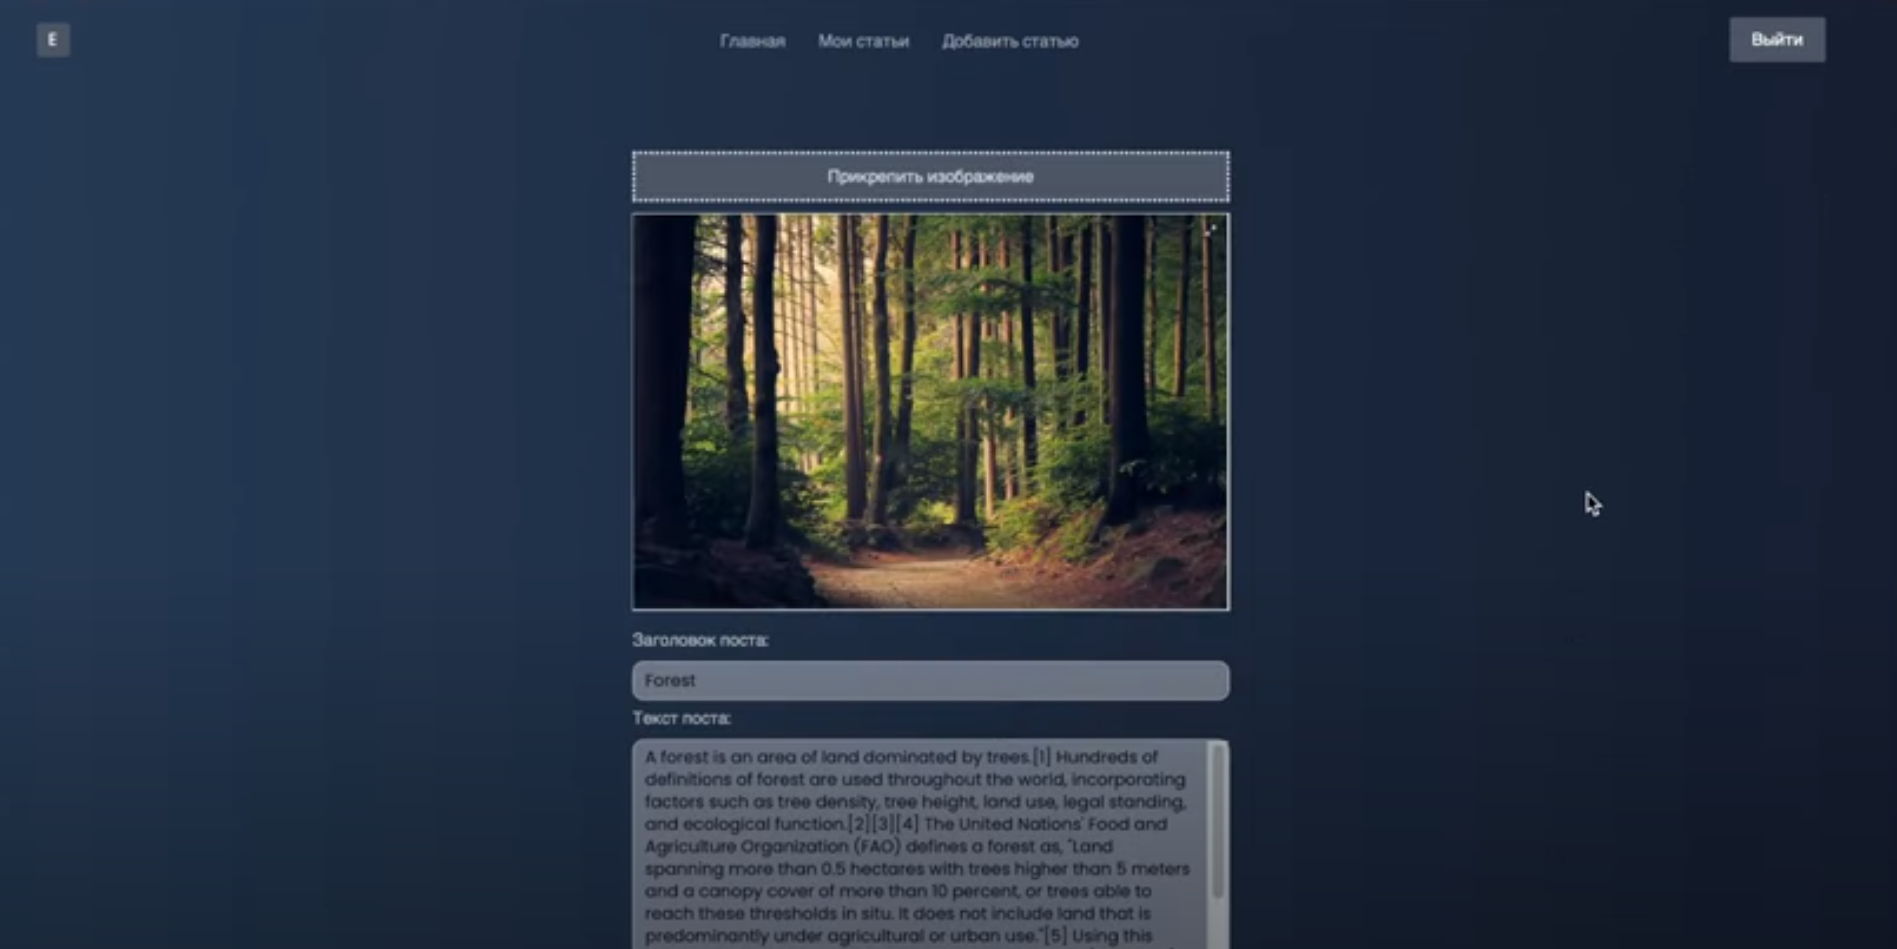 E
Главная Мои статьи Добавить статью
Выйти
Прикрепить изображение
Заголовок поста:
Forest
Текст поста:
A forest is an area of land dominated by trees.[1] Hundreds of
definitions of forest are used throughout the world, incorporating
factors such as tree density, tree height, land use, legal standing,
and ecological function.[2][3][4] The United Nations' Food and
Agriculture Organization (FAO) defines a forest as, "Land
spanning more than 0.5 hectares with trees higher than 5 meters
and a canopy cover of more than 10 percent, or trees able to
reach these thresholds in situ. It does not include land that is
predominantly under agricultural or urban use."[5] Using this